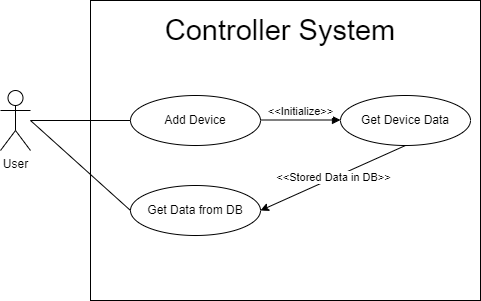 Controller System
<<Initialize>>
Add Device
Get Device Data
User
<<Stored Data in DB>>
Get Data from DB